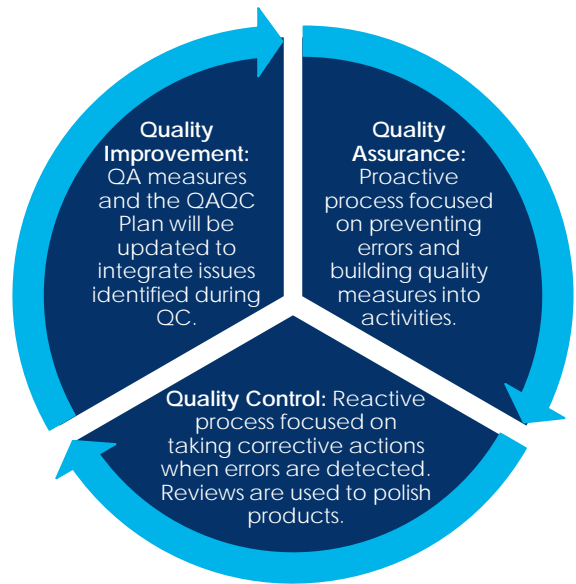 Quality
Improvement:
QA measures
and the QAQC
Plan will be
updated to
integrate issues
identified during
QC.
Quality
Assurance:
Proactive
process focused
on preventing
errors and
building quality
measures into
activities.
Quality Control: Reactive
process focused on
taking corrective actions
when errors are detected.
Reviews are used to polish
products.